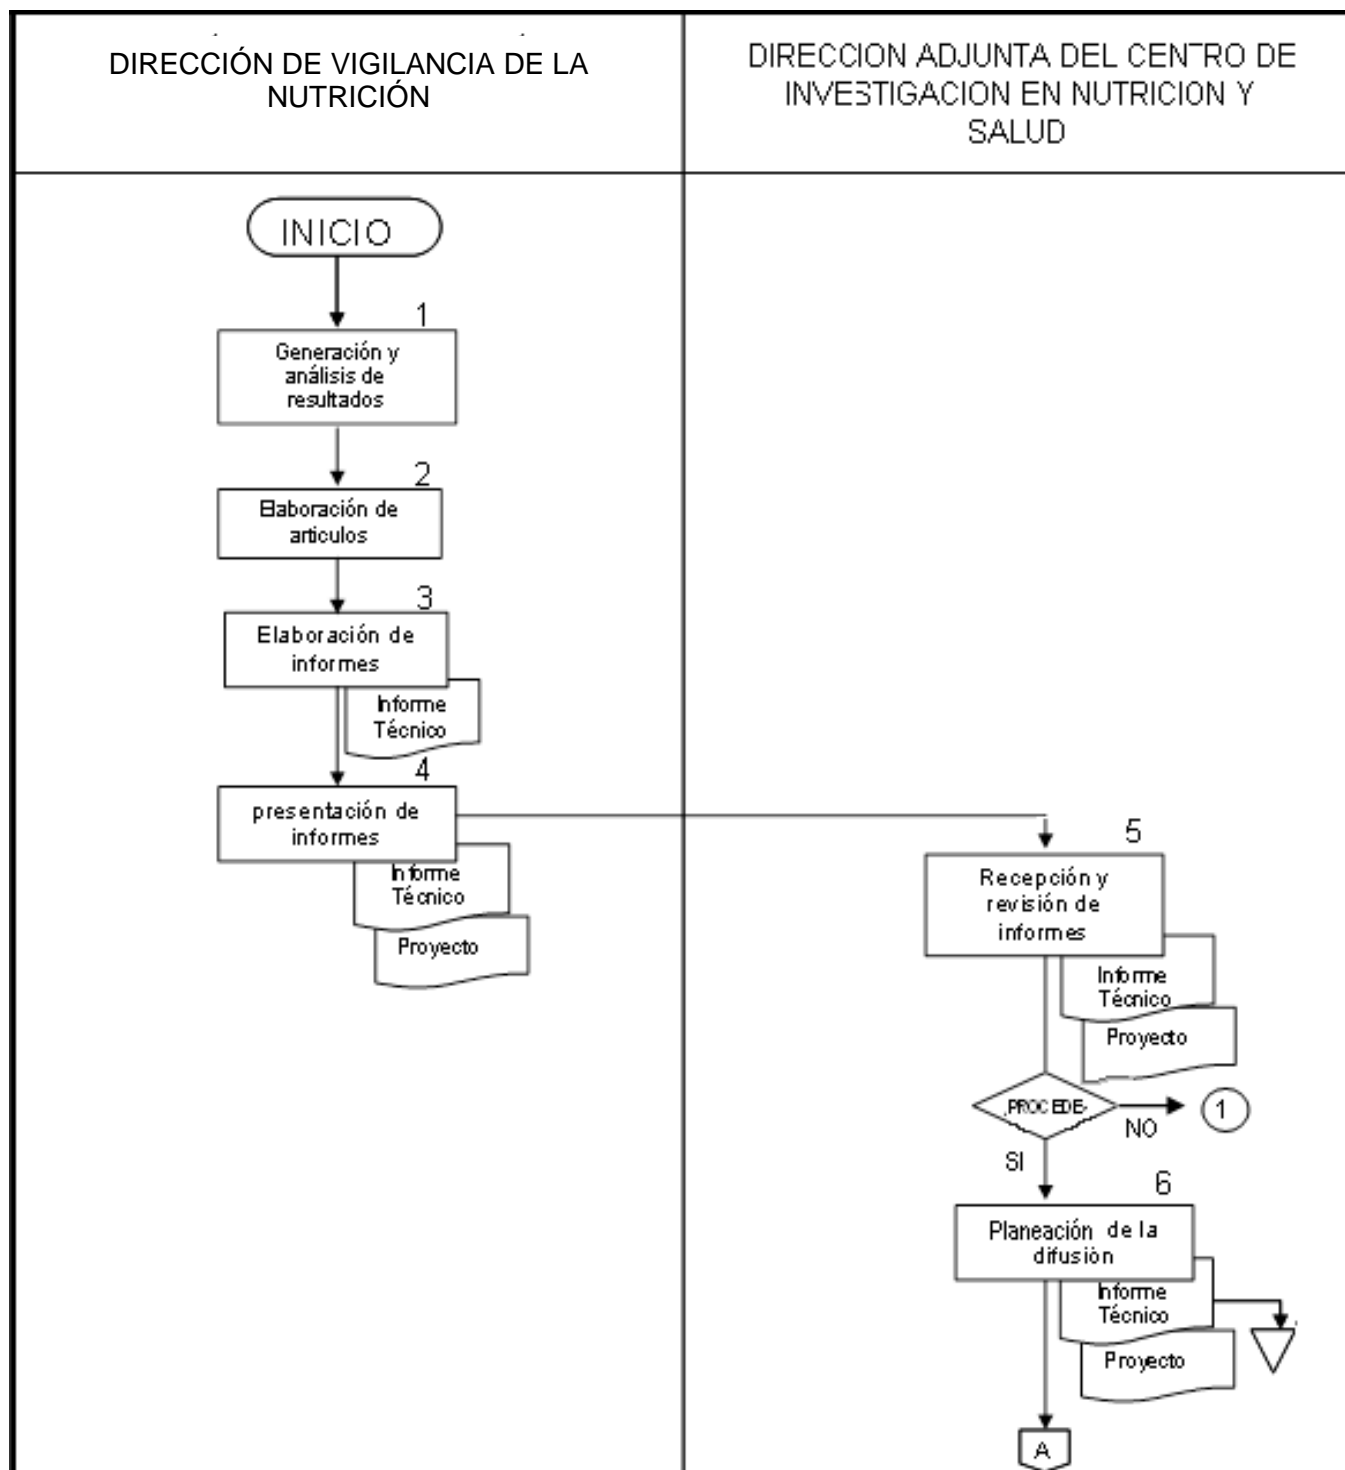 DIRECCIÓN DE VIGILANCIA DE LA
NUTRICIÓN
DIRECCION ADJUNTA DEL CENTRO DE
INVESTIGACION EN NUTRICION Y
SALUD
INICIO
1
Generación y
análisis de
resultados
2
Elaboración de
articulos
3
Elaboración de
informes
Informe
Técnico
4
presentación de
informes
Informe
Técnico
Proyecto
5
Recepción y
revisión de
informes
Informe
Técnico
Proyecto
PROCEDE
NO
1
SI
6
Planeación de la
difusión
Informe
Técnico
Proyecto
A